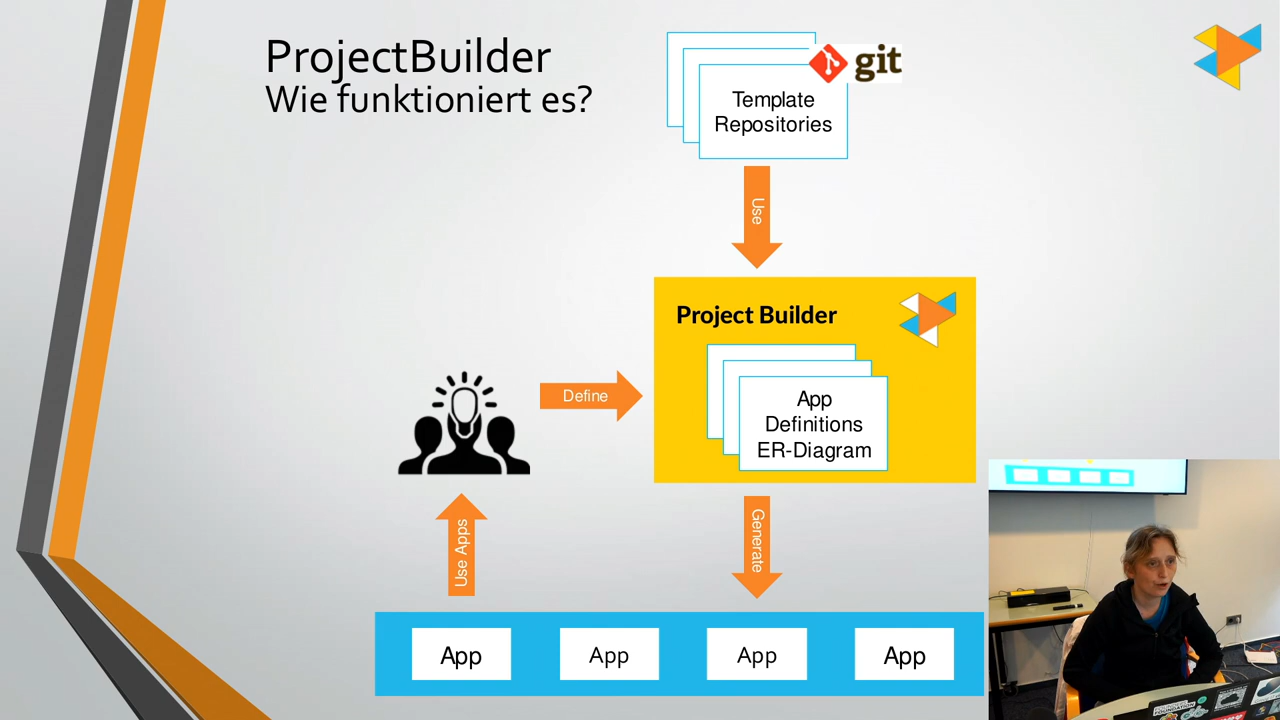 ProjectBuilder
Wie funktioniert es?
git
Template
Repositories
Use
Project Builder
App
Definitions
ER-Diagram
Define
Generate
Use Apps
App
App
App
App